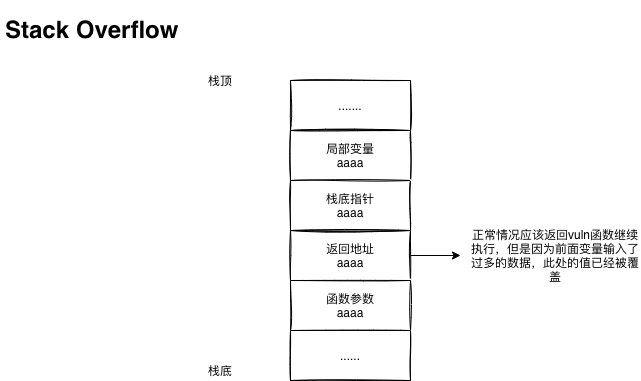 Stack Overflow
栈顶
.......
局部变量
aaaa
栈底指针
aaaa
返回地址
aaaa
正常情况应该返回vuln函数继续
执行，但是因为前面变量输入了
过多的数据，此处的值已经被覆
盖
函数参数
aaaa
......
栈底